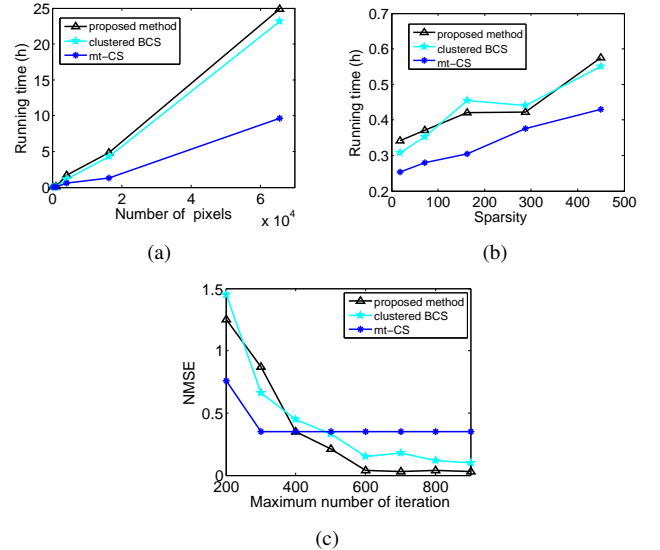 25
20
15
10
5
0
Running time (h)
proposed method
clustered BCS
mt-CS
0 2 4 6
x 10^4
Number of pixels
(a)
0.7
0.6
0.5
0.4
0.3
0.2
Running time (h)
proposed method
clustered BCS
mt-CS
0 100 200 300 400 500
Sparsity
(b)
1.5
1
0.5
0
NMSE
proposed method
clustered BCS
mt-CS
200 400 600 800
Maximum number of iteration
(c)